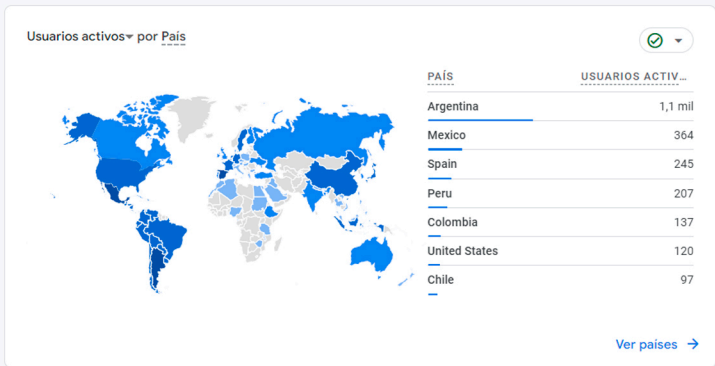 Usuarios activos por País
PAÍS USUARIOS ACTIV...
Argentina 1,1 mil
Mexico 364
Spain 245
Peru 207
Colombia 137
United States 120
Chile 97
Ver países